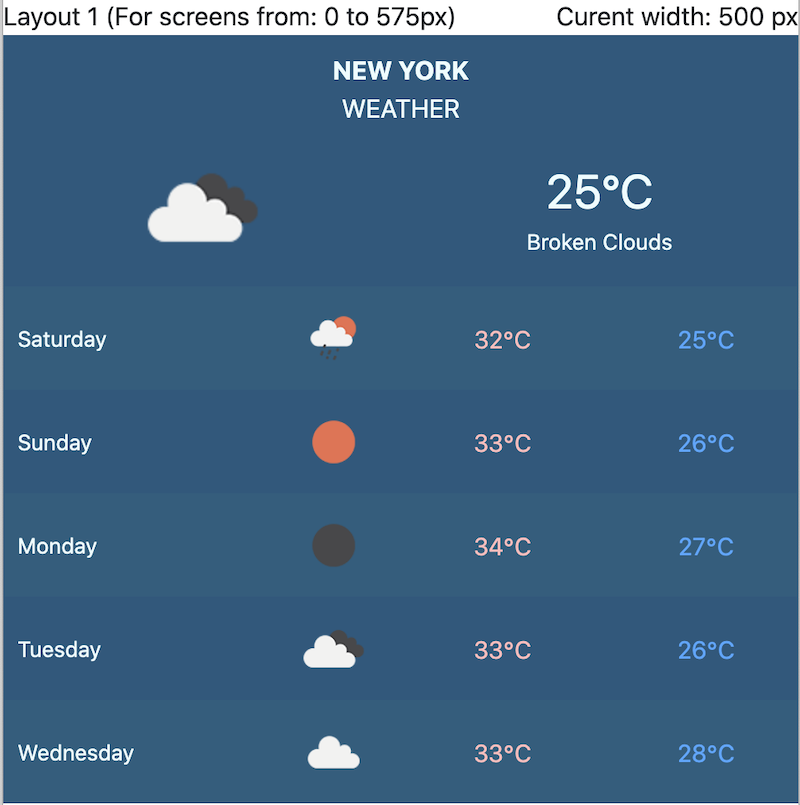 Layout 1 (For screens from: 0 to 575px) Curent width: 500 px
NEW YORK
WEATHER
25°C
Broken Clouds
Saturday 32°C 25°C
Sunday 33°C 26°C
Monday 34°C 27°C
Tuesday 33°C 26°C
Wednesday 33°C 28°C